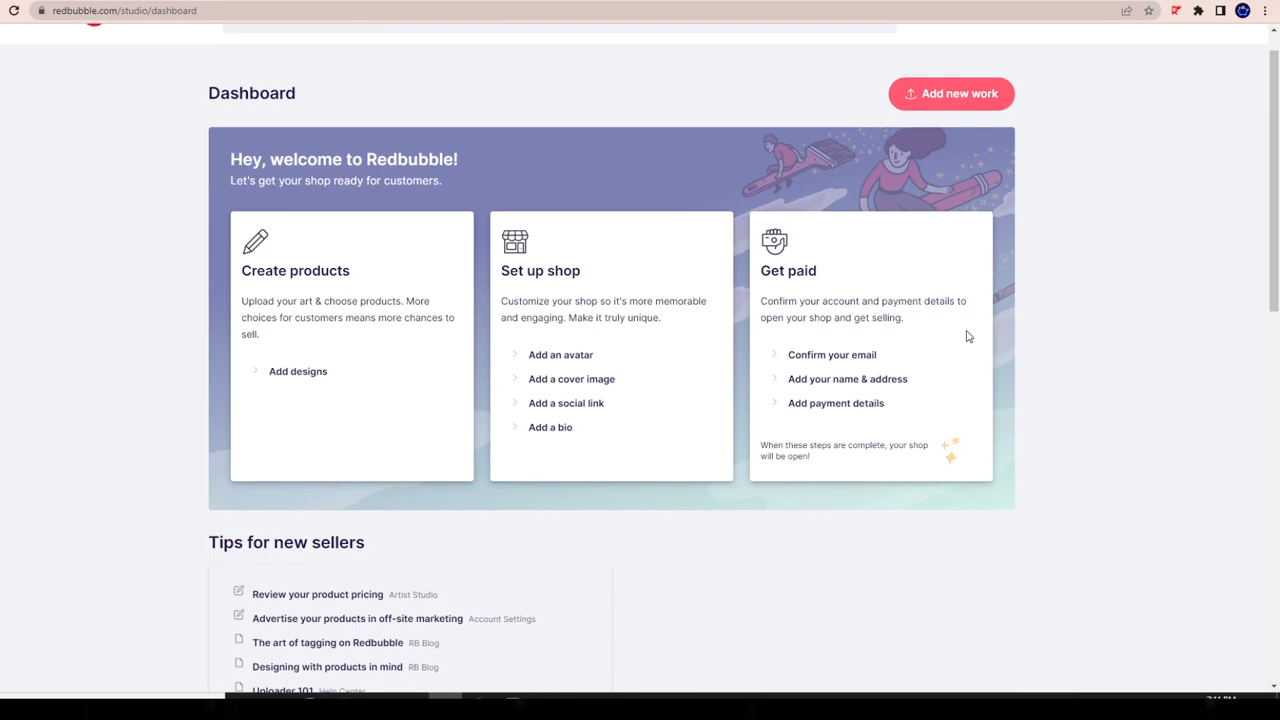 redbubble.com/studio/dashboard
Dashboard
Add new work
Hey, welcome to Redbubble!
Let's get your shop ready for customers.
Create products
Upload your art & choose products. More
choices for customers means more chances to
sell.
Add designs
Set up shop
Customize your shop so it's more memorable
and engaging. Make it truly unique.
Add an avatar
Add a cover image
Add a social link
Add a bio
Get paid
Confirm your account and payment details to
open your shop and get selling.
Confirm your email
Add your name & address
Add payment details
When these steps are complete, your shop
will be open!
Tips for new sellers
Review your product pricing Artist Studio
Advertise your products in off-site marketing Account Settings
The art of tagging on Redbubble RB Blog
Designing with products in mind RB Blog
Uploader 101 Help Center